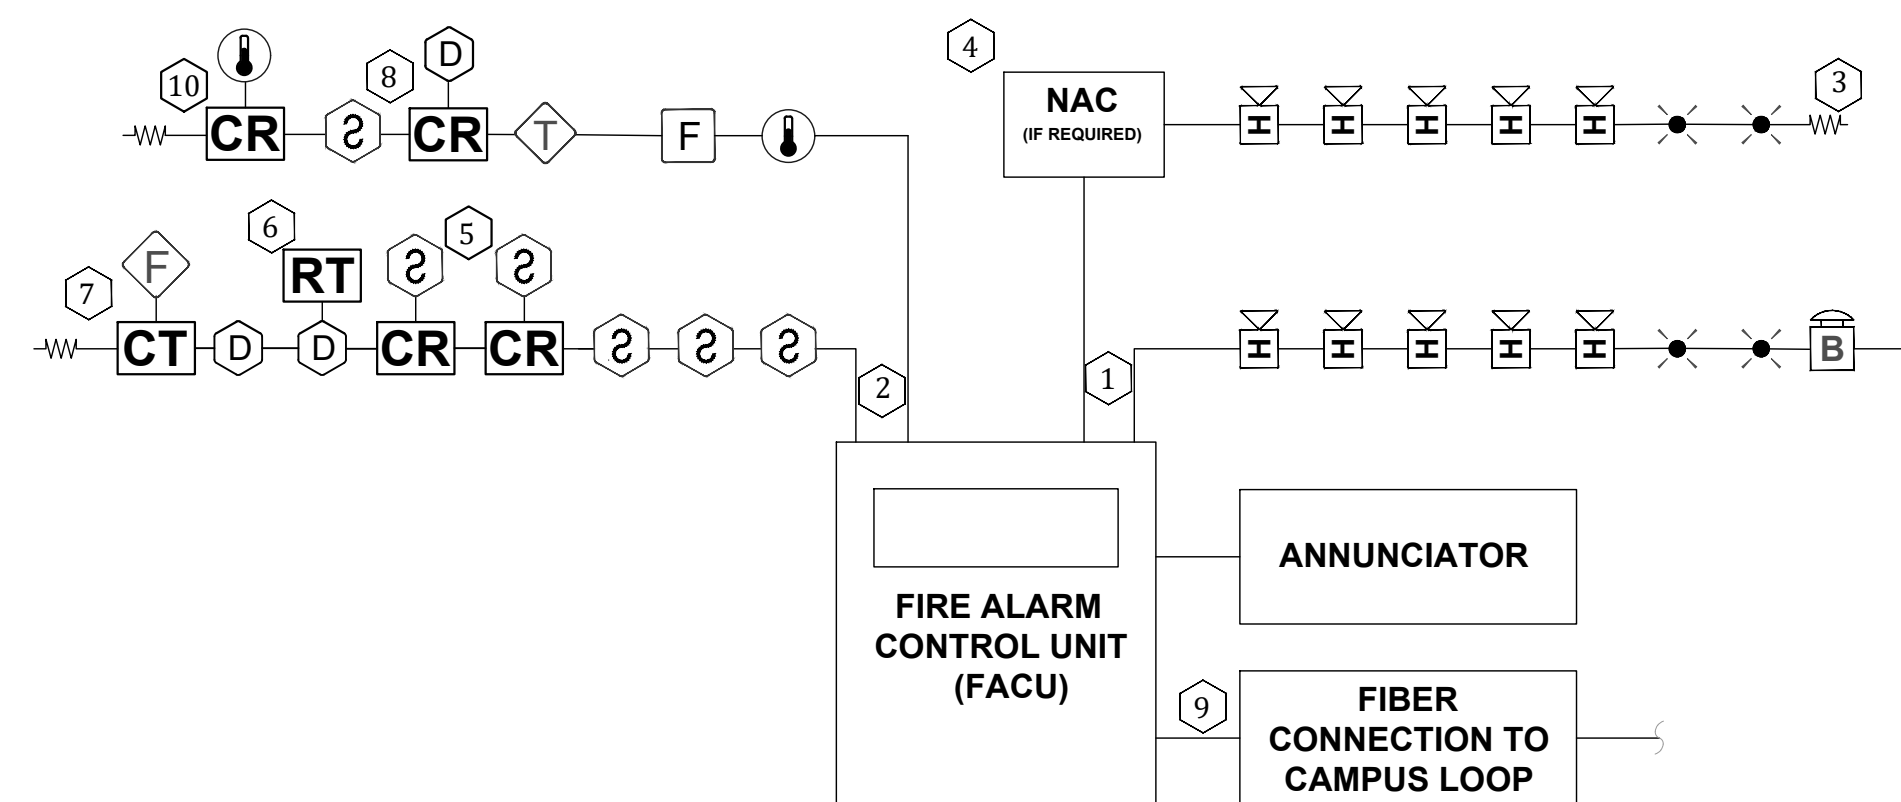 4
D
3
10
8
NAC
(IF REQUIRED)
I I I I I
CR S CR T F
6
5
F
S S
7
RT
CT D D CR CR S S S
I I I I I B
2
1
ANNUNCIATOR
FIRE ALARM
CONTROL UNIT
(FACU)
9
FIBER
CONNECTION TO
CAMPUS LOOP